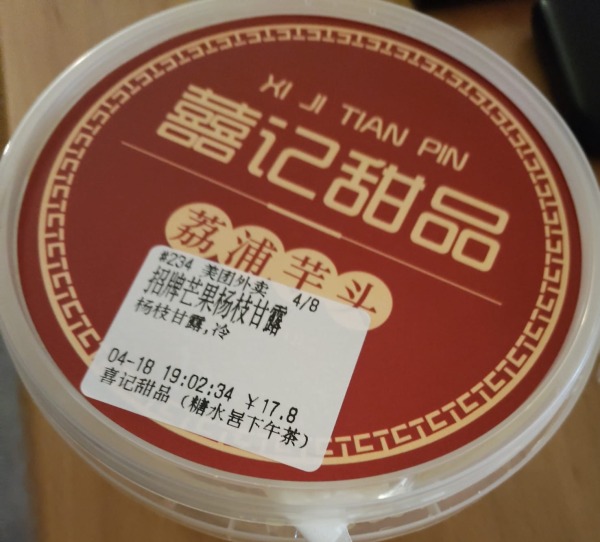 XI JI TIAN PIN
囍记甜品
荔浦芋头
#234 美团外卖 4/8
招牌芒果杨枝甘露
杨枝甘露,冷
04-18 19:02:34 ￥17.8
喜记甜品（糖水喜下午茶）